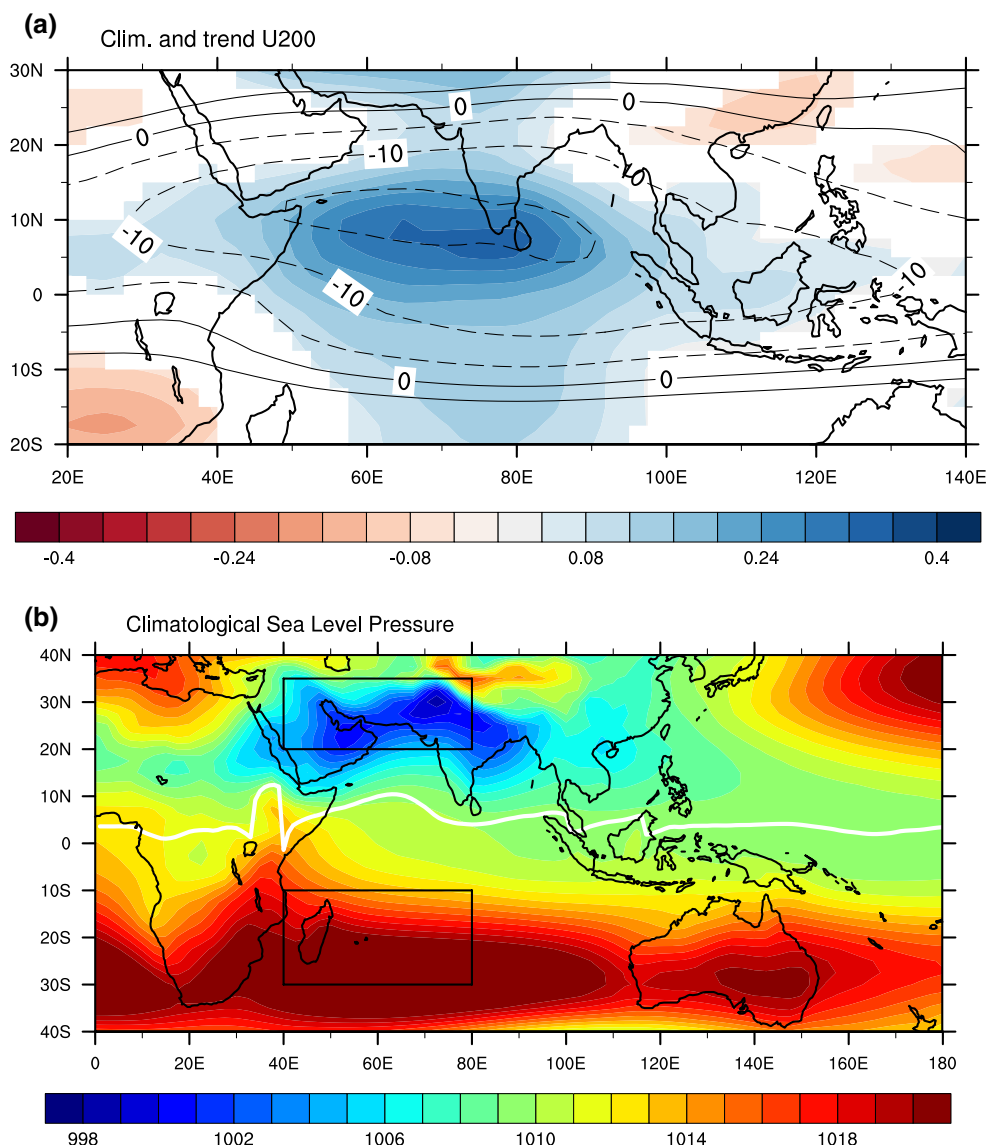 (a)
Clim. and trend U200
30N
20N
10N
0
10S
20S
0
0
0
-10
-10
-10
-10
0
0
20E 40E 60E 80E 100E 120E 140E
-0.4 -0.24 -0.08 0.08 0.24 0.4
(b)
Climatological Sea Level Pressure
40N
30N
20N
10N
0
10S
20S
30S
40S
0 20E 40E 60E 80E 100E 120E 140E 160E 180
998 1002 1006 1010 1014 1018